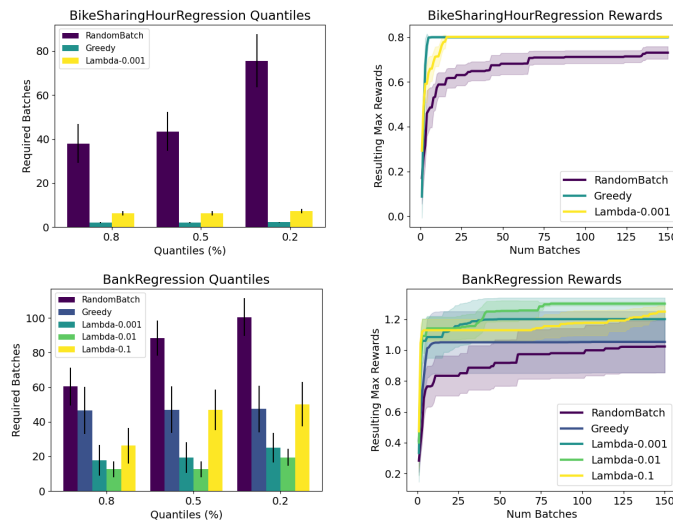 BikeSharingHourRegression Quantiles
80
60
40
20
0
Required Batches
RandomBatch
Greedy
Lambda-0.001
0.8
0.5
0.2
Quantiles (%)
BikeSharingHourRegression Rewards
0.8
0.6
0.4
0.2
0.0
Resulting Max Rewards
RandomBatch
Greedy
Lambda-0.001
0
25
50
75
100
125
150
Num Batches
BankRegression Quantiles
100
80
60
40
20
0
Required Batches
RandomBatch
Greedy
Lambda-0.001
Lambda-0.01
Lambda-0.1
0.8
0.5
0.2
Quantiles (%)
BankRegression Rewards
1.2
1.0
0.8
0.6
0.4
0.2
Resulting Max Rewards
RandomBatch
Greedy
Lambda-0.001
Lambda-0.01
Lambda-0.1
0
25
50
75
100
125
150
Num Batches